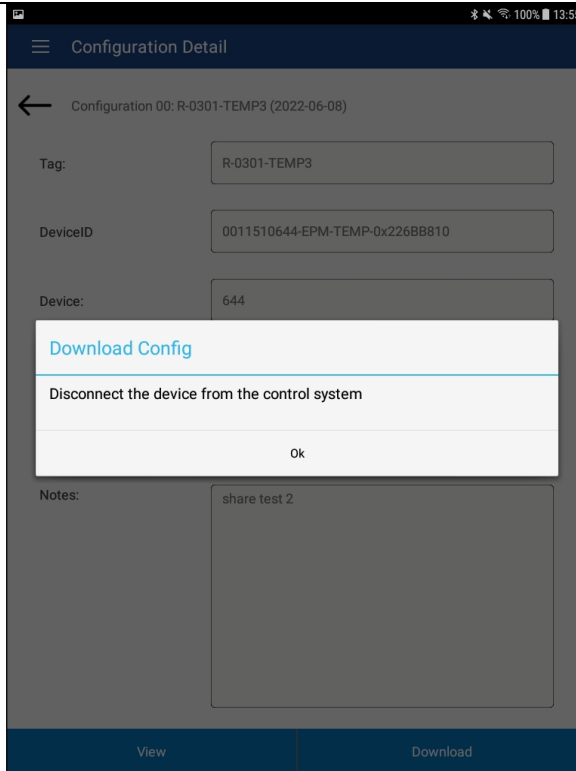 100% 13:55
Configuration Detail
Configuration 00: R-0301-TEMP3 (2022-06-08)
Tag:
R-0301-TEMP3
DeviceID
0011510644-EPM-TEMP-0x226BB810
Device:
644
Download Config
Disconnect the device from the control system
Ok
Notes:
share test 2
View
Download